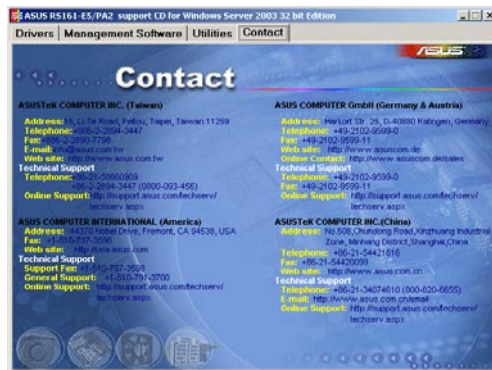 ASUS RS161-E5/PA2 support CD for Windows Server 2003 32 bit Edition
Drivers
Management Software
Utilities
Contact
ASUS
Contact
ASUSTeK COMPUTER INC. (Taiwan)
Address: 15, Li-Te Road, Peitou, Taipei, Taiwan 11259
Telephone: +886-2-2894-3447
Fax: +886-2-2890-7798
E-mail: info@asus.com.tw
Web site: http://www.asus.com.tw
Technical Support
Telephone: +86-21-38660909
+86-2-2894-3447 (0800-093-456)
Online Support: http://support.asus.com/techserv/
techserv.aspx
ASUS COMPUTER INTERNATIONAL (America)
Address: 44370 Nobel Drive, Fremont, CA 94538, USA
Fax: +1-510-797-3598
Web site: http://usa.asus.com
Technical Support
Support Fax: +1-510-797-3598
General Support: +1-510-791-3700
Online Support: http://support.asus.com/techserv/
techserv.aspx
ASUS COMPUTER GmbH (Germany & Austria)
Address: Harkort Str. 25, D-40880 Ratingen, Germany
Telephone: +49-2102-9599-0
Fax: +49-2102-9599-11
Web site: http://www.asuscom.de
Online Contact: http://www.asuscom.de/sales
Technical Support
Telephone: +49-2102-9599-0
Fax: +49-2102-9599-11
Online Support: http://support.asus.com/techserv/
techserv.aspx
ASUSTeK COMPUTER INC.(China)
Address: No.508,Chundong Road,Xinzhuang Industrial
Zone, Minhang District,Shanghai,China
Telephone: +86-21-54421616
Fax: +86-21-54420099
Web site: http://www.asus.com.cn
Technical Support
Telephone: +86-21-34074610 (800-820-6655)
E-mail: http://www.asus.com.cn/email
Online Support: http://support.asus.com/techserv/
techserv.aspx